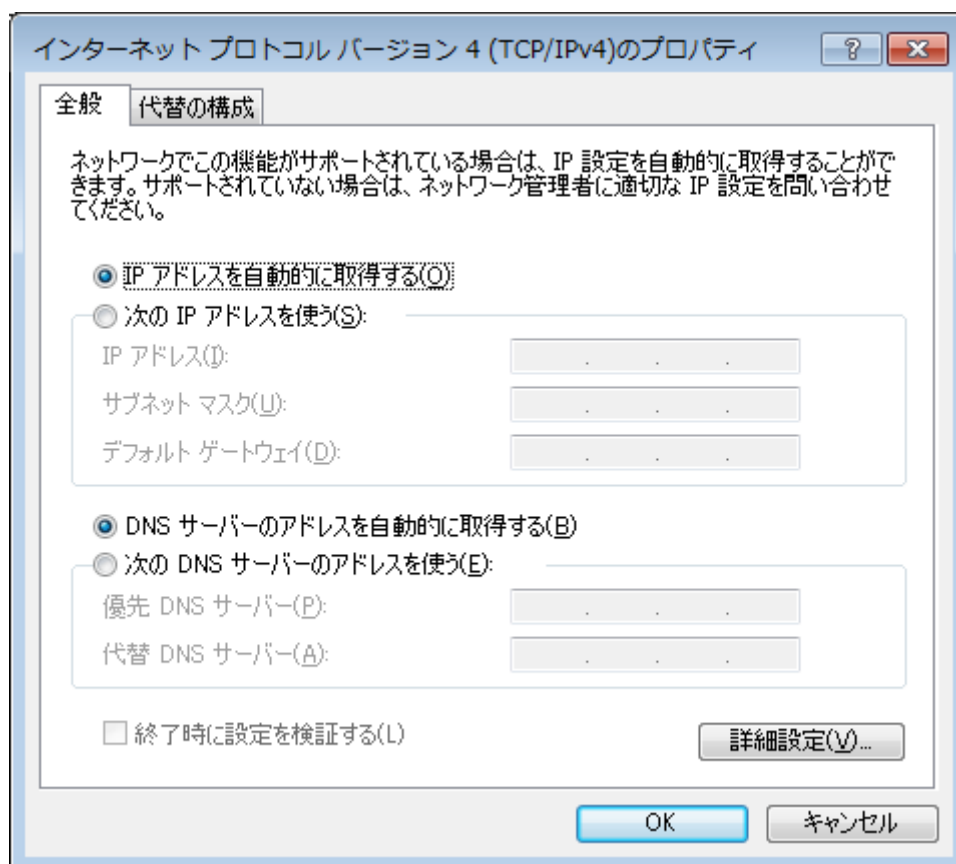 インターネット プロトコル バージョン 4 (TCP/IPv4)のプロパティ
全般
代替の構成
ネットワークでこの機能がサポートされている場合は、IP 設定を自動的に取得することがで
きます。サポートされていない場合は、ネットワーク管理者に適切な IP 設定を問い合わせ
てください。
IP アドレスを自動的に取得する(O)
次の IP アドレスを使う(S):
IP アドレス(I):
サブネット マスク(U):
デフォルト ゲートウェイ(D):
DNS サーバーのアドレスを自動的に取得する(B)
次の DNS サーバーのアドレスを使う(E):
優先 DNS サーバー(P):
代替 DNS サーバー(A):
終了時に設定を検証する(L)
詳細設定(V)...
OK
キャンセル